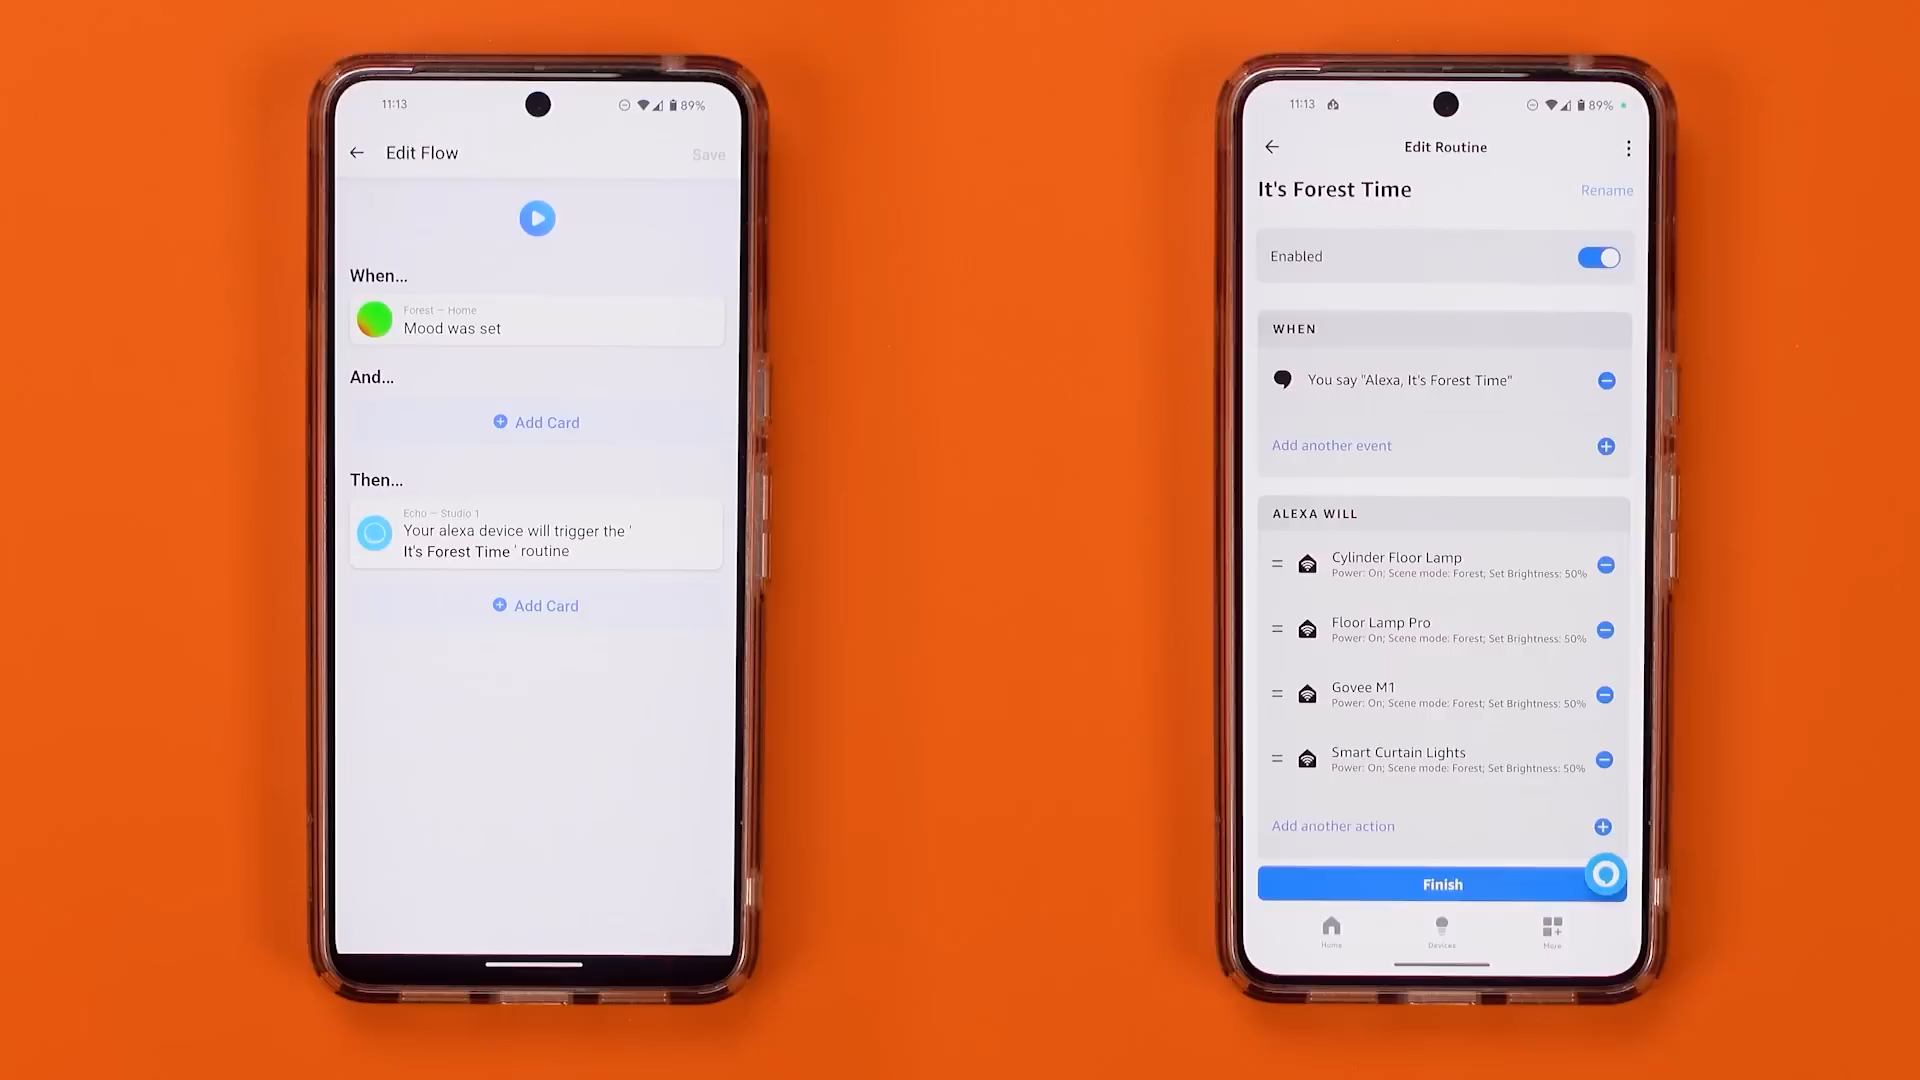 11:13
89%
Edit Flow
Save
When...
Forest — Home
Mood was set
And...
Add Card
Then...
Echo — Studio 1
Your alexa device will trigger the '
It's Forest Time ' routine
Add Card
11:13
89%
Edit Routine
It's Forest Time
Rename
Enabled
WHEN
You say "Alexa, It's Forest Time"
Add another event
ALEXA WILL
Cylinder Floor Lamp
Power: On; Scene mode: Forest; Set Brightness: 50%
Floor Lamp Pro
Power: On; Scene mode: Forest; Set Brightness: 50%
Govee M1
Power: On; Scene mode: Forest; Set Brightness: 50%
Smart Curtain Lights
Power: On; Scene mode: Forest; Set Brightness: 50%
Add another action
Finish
Home
Devices
More